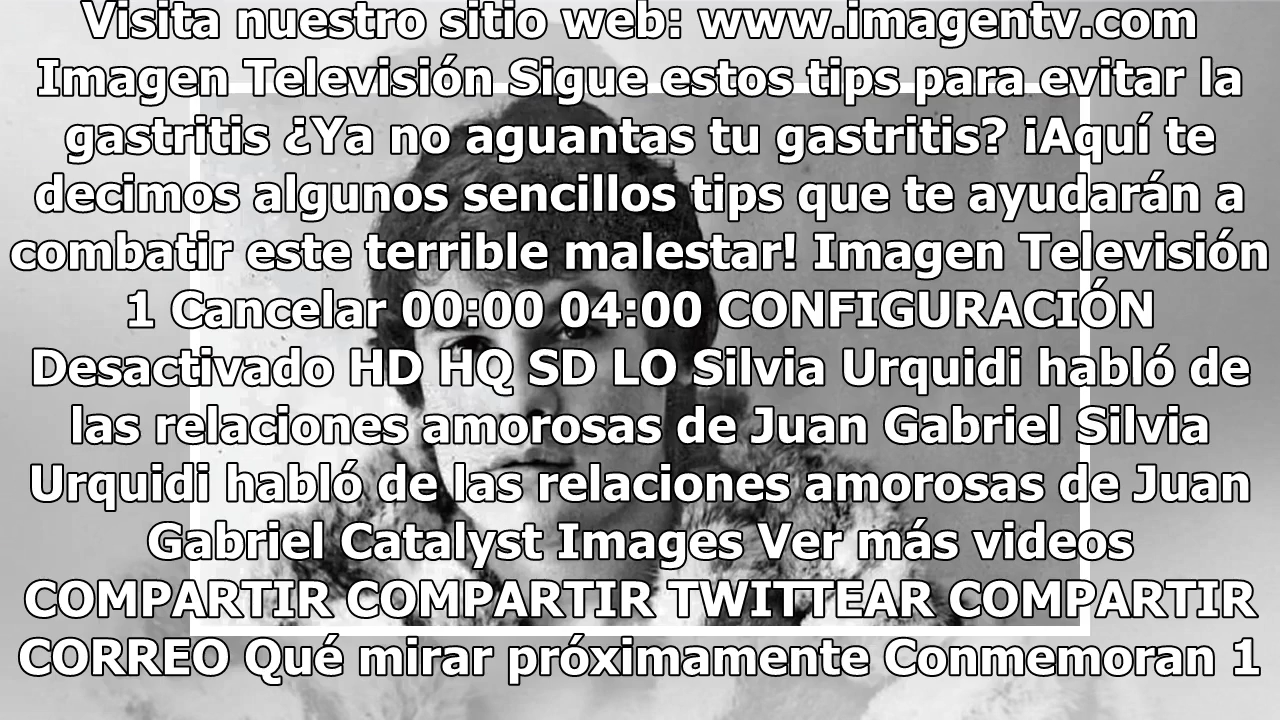 Visita nuestro sitio web: www.imagentv.com
Imagen Televisión Sigue estos tips para evitar la
gastritis ¿Ya no aguantas tu gastritis? ¡Aquí te
decimos algunos sencillos tips que te ayudarán a
combatir este terrible malestar! Imagen Televisión
1 Cancelar 00:00 04:00 CONFIGURACIÓN
Desactivado HD HQ SD LO Silvia Urquidi habló de
las relaciones amorosas de Juan Gabriel Silvia
Urquidi habló de las relaciones amorosas de Juan
Gabriel Catalyst Images Ver más videos
COMPARTIR COMPARTIR TWITTEAR COMPARTIR
CORREO Qué mirar próximamente Conmemoran 1